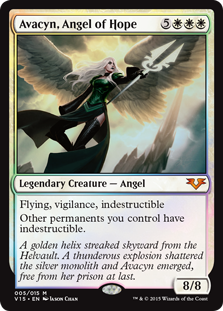 Avacyn, Angel of Hope 5
Legendary Creature — Angel
Flying, vigilance, indestructible
Other permanents you control have
indestructible.
A golden helix streaked skyward from the
Helvault. A thunderous explosion shattered
the silver monolith and Avacyn emerged,
free from her prison at last.
8/8
005/015 M
V15 • EN JASON CHAN
™ & © 2015 Wizards of the Coast